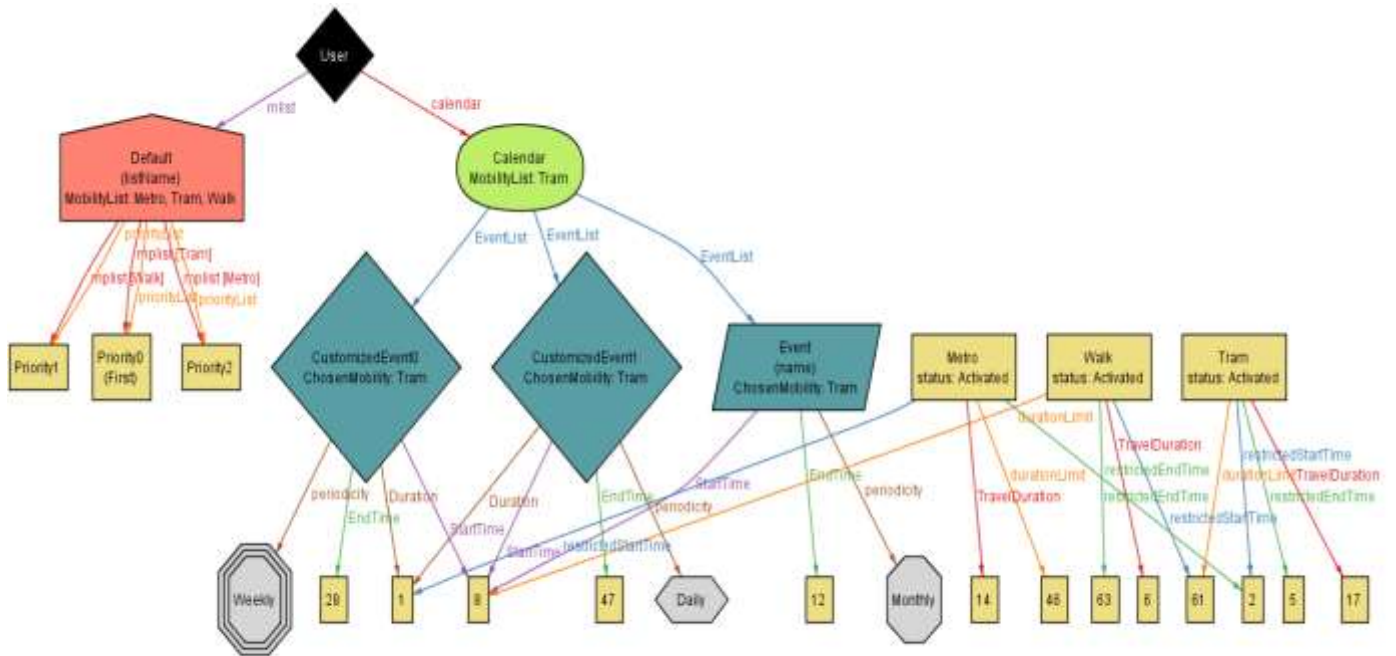 User
mlist
calendar
Default
(listName)
MobilityList: Metro, Tram, Walk
Calendar
MobilityList: Tram
priorityList
mplist [Tram]
mplist [Walk]
mplist [Metro]
priorityList
priorityList
EventList
EventList
EventList
Priority1
Priority0
(First)
Priority2
CustomizedEvent0
ChosenMobility: Tram
CustomizedEvent1
ChosenMobility: Tram
Event
(name)
ChosenMobility: Tram
Metro
status: Activated
Walk
status: Activated
Tram
status: Activated
durationLimit
TravelDuration
restrictedStartTime
StartTime
EndTime
restrictedEndTime
durationLimit
durationLimit
TravelDuration
periodicity
Duration
Duration
EndTime
periodicity
TravelDuration
restrictedEndTime
restrictedEndTime
EndTime
StartTime
periodicity
restrictedStartTime
StartTime
restrictedStartTime
Weekly
28
1
8
47
Daily
12
Monthly
14
46
63
6
61
2
5
17